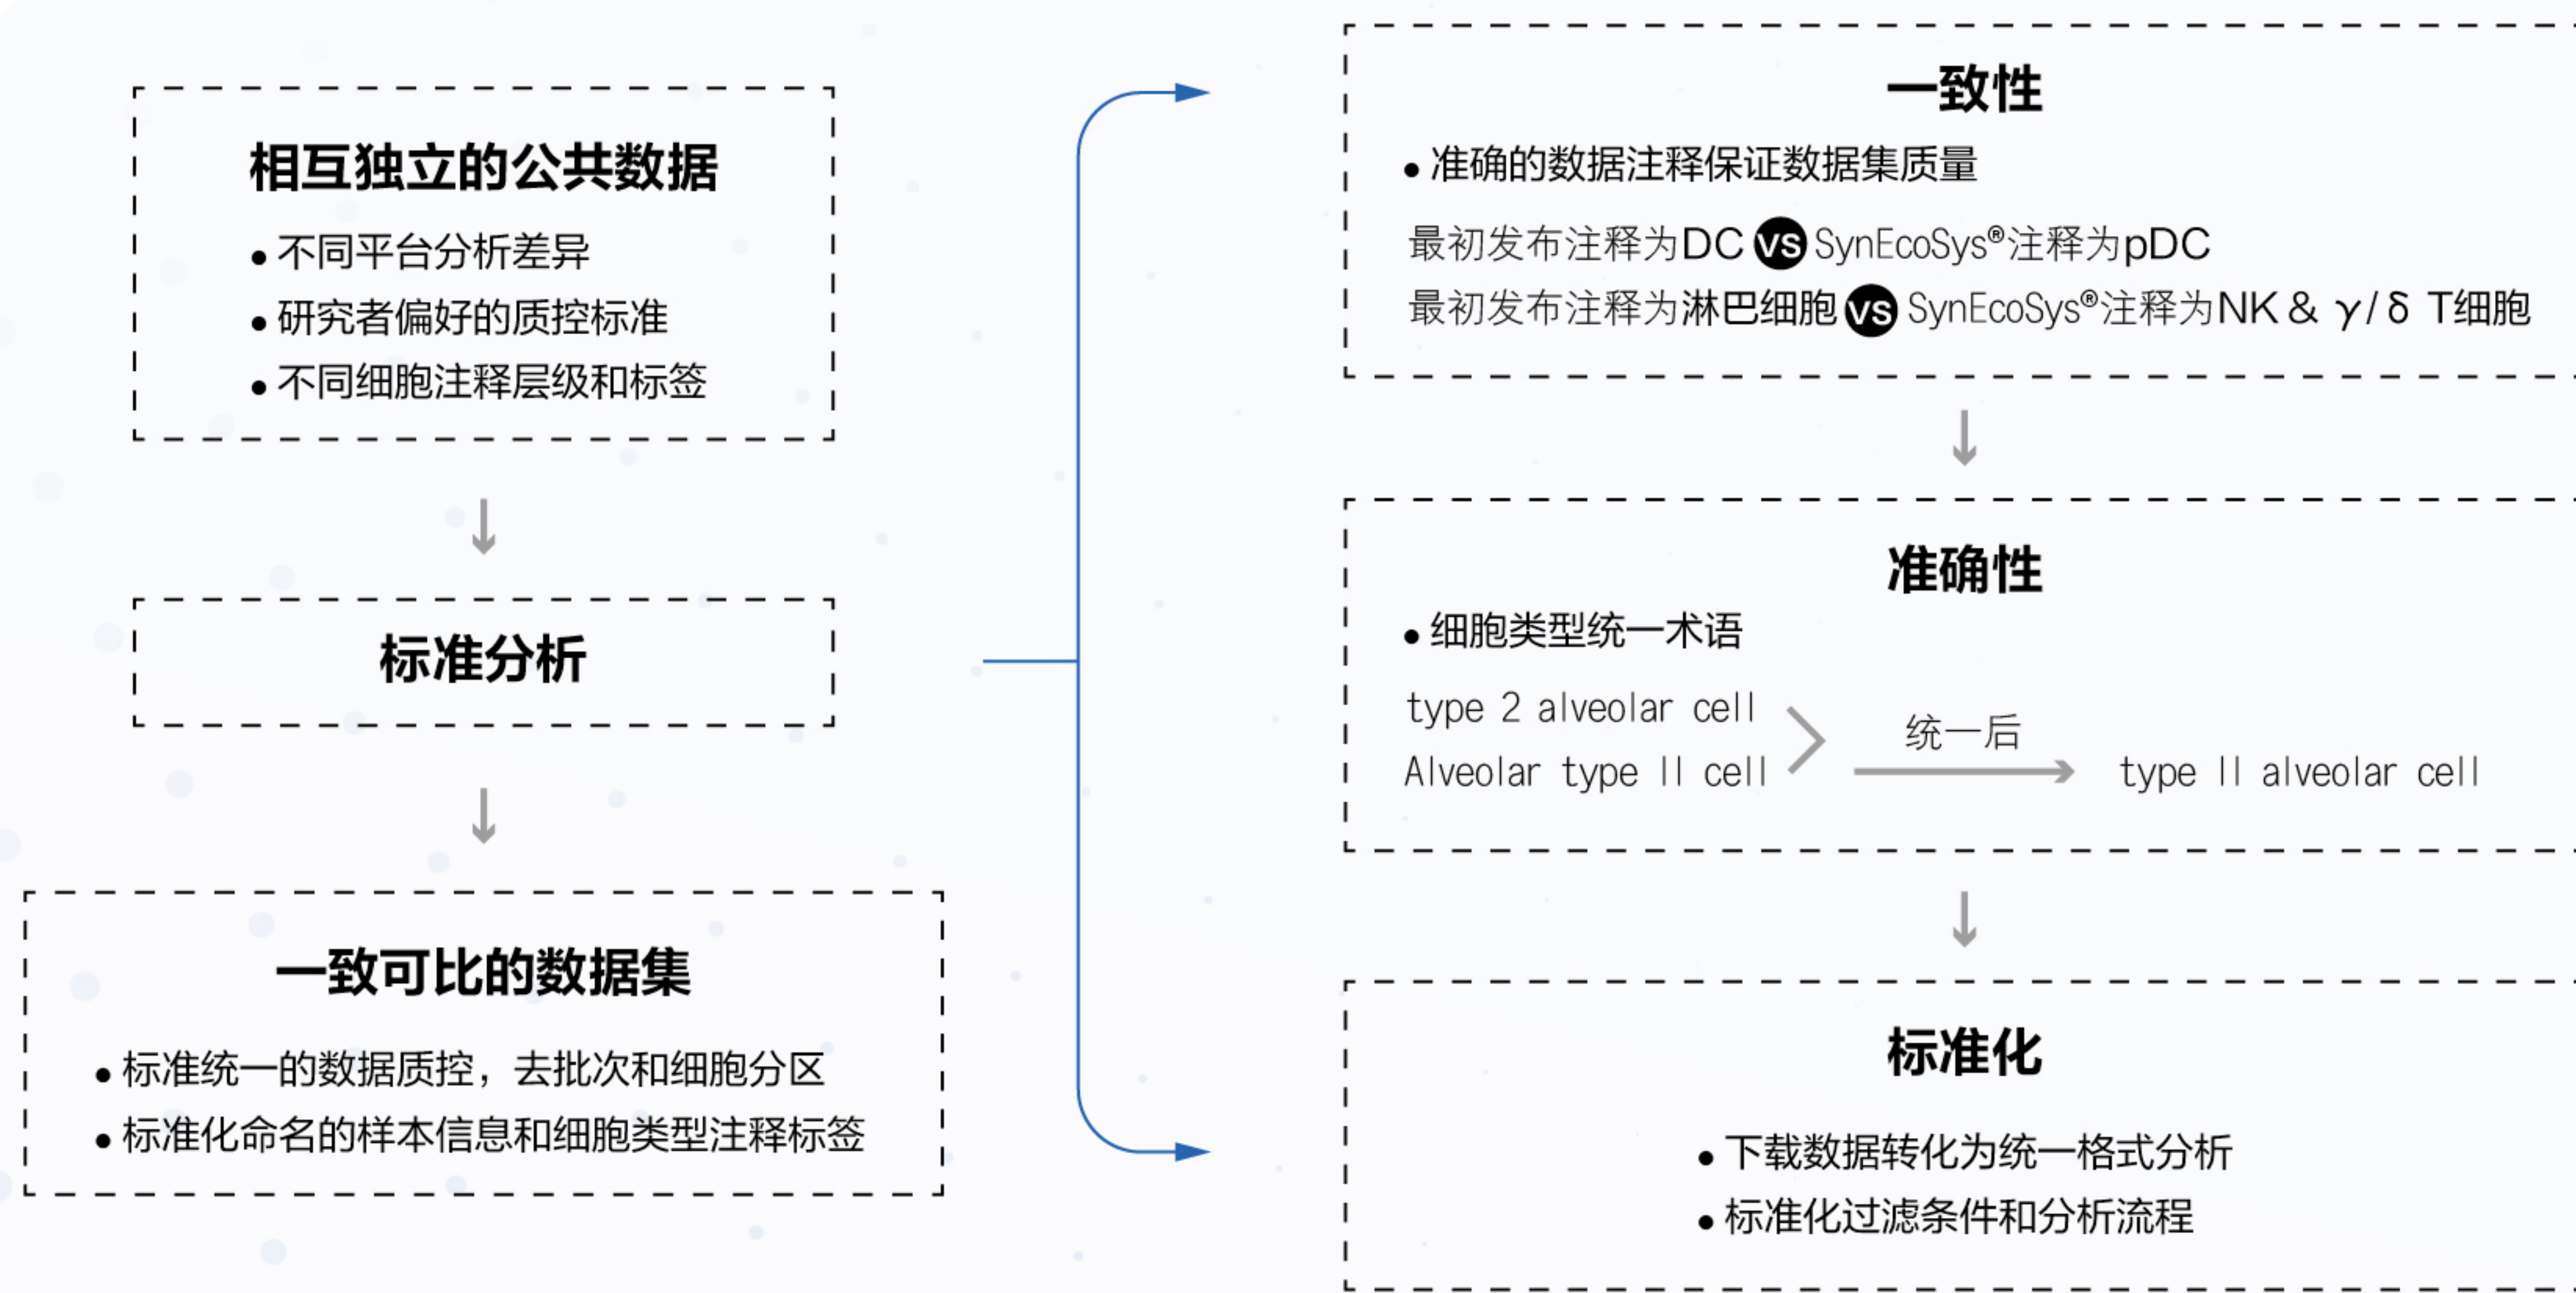 相互独立的公共数据
• 不同平台分析差异
• 研究者偏好的质控标准
• 不同细胞注释层级和标签
标准分析
一致可比的数据集
• 标准统一的数据质控，去批次和细胞分区
• 标准化命名的样本信息和细胞类型注释标签
一致性
• 准确的数据注释保证数据集质量
最初发布注释为DC VS SynEcoSys®注释为pDC
最初发布注释为淋巴细胞 VS SynEcoSys®注释为NK & γ/δ T细胞
准确性
• 细胞类型统一术语
type 2 alveolar cell
统一后
Alveolar type II cell
type II alveolar cell
标准化
• 下载数据转化为统一格式分析
• 标准化过滤条件和分析流程